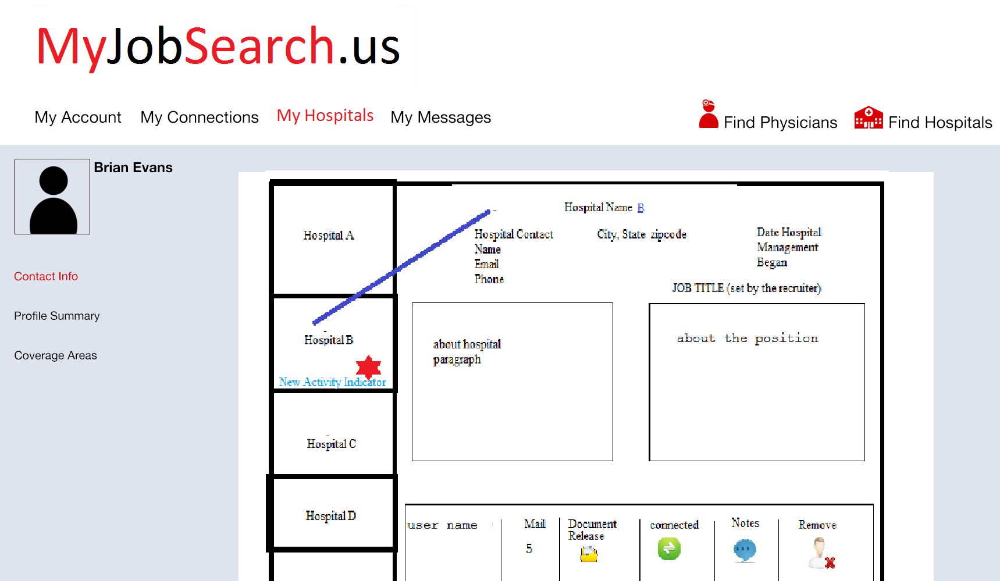 MyJobSearch.us
My Account My Connections My Hospitals My Messages
Find Physicians Find Hospitals
Brian Evans
Contact Info
Profile Summary
Coverage Areas
Hospital A
Hospital B
New Activity Indicator
Hospital C
Hospital D
Hospital Name B
Hospital Contact
Name
Email
Phone
City, State zipcode
Date Hospital
Management
Began
JOB TITLE (set by the recruiter)
about hospital
paragraph
about the position
user name
Mail
5
Document
Release
connected
Notes
Remove